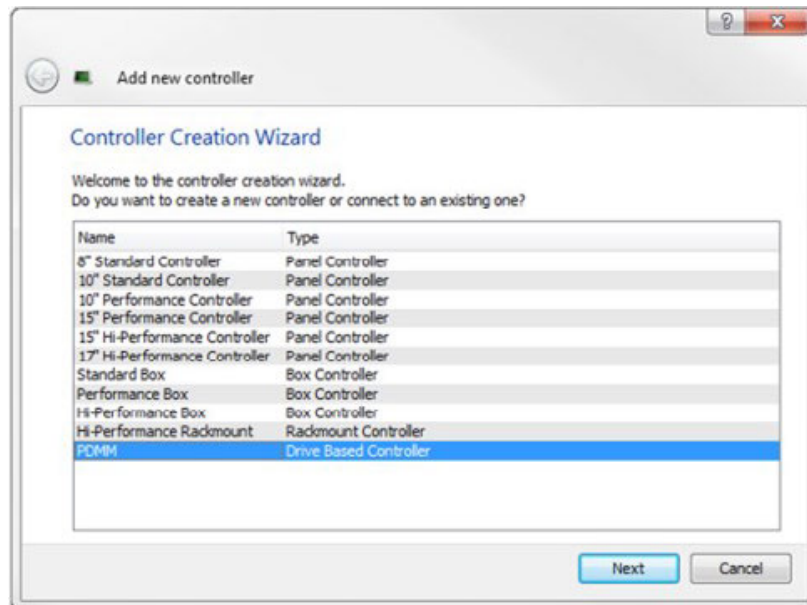 Add new controller
Controller Creation Wizard
Welcome to the controller creation wizard.
Do you want to create a new controller or connect to an existing one?
Name Type
8" Standard Controller Panel Controller
10" Standard Controller Panel Controller
10" Performance Controller Panel Controller
15" Performance Controller Panel Controller
15" Hi-Performance Controller Panel Controller
17" Hi-Performance Controller Panel Controller
Standard Box Box Controller
Performance Box Box Controller
Hi-Performance Box Box Controller
Hi-Performance Rackmount Rackmount Controller
PDMM Drive Based Controller
Next Cancel